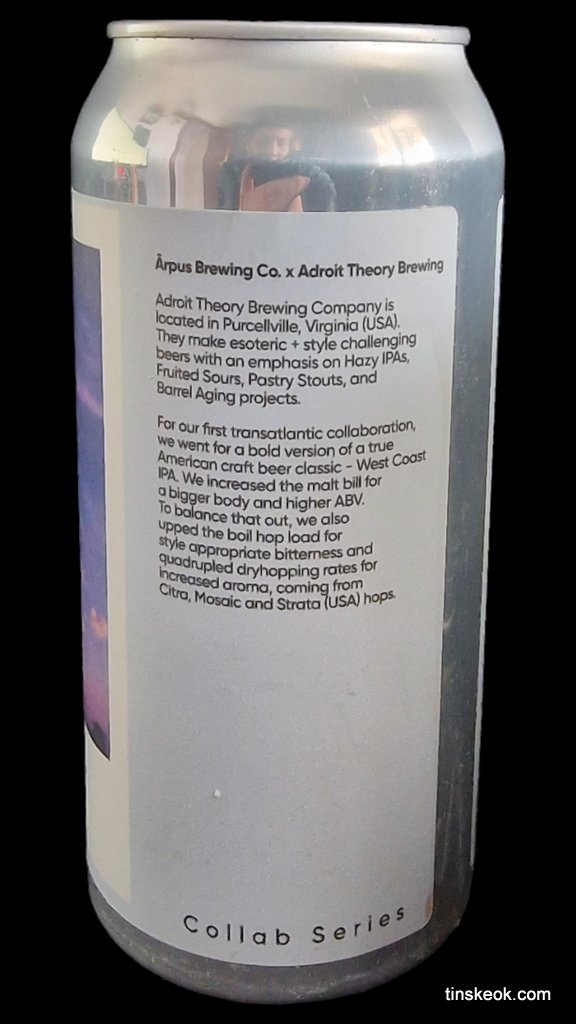 Ārpus Brewing Co. x Adroit Theory Brewing
Adroit Theory Brewing Company is
located in Purcellville, Virginia (USA).
They make esoteric + style challenging
beers with an emphasis on Hazy IPAs,
Fruited Sours, Pastry Stouts, and
Barrel Aging projects.
For our first transatlantic collaboration,
we went for a bold version of a true
American craft beer classic - West Coast
IPA. We increased the malt bill for
a bigger body and higher ABV.
To balance that out, we also
upped the boil hop load for
style appropriate bitterness and
quadrupled dryhopping rates for
increased aroma, coming from
Citra, Mosaic and Strata (USA) hops.
Collab Series
tinskeok.com